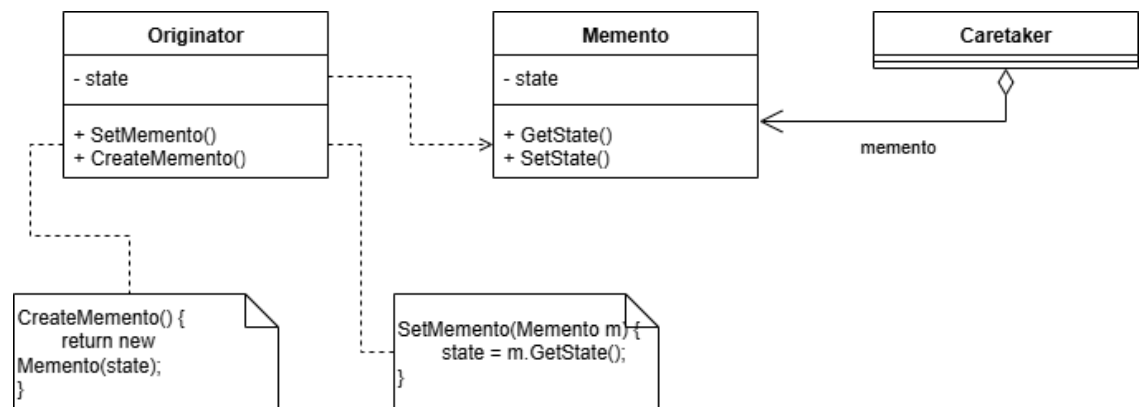 Originator
- state
+ SetMemento()
+ CreateMemento()
Memento
- state
+ GetState()
+ SetState()
Caretaker
memento
CreateMemento() {
return new
Memento(state);
}
SetMemento(Memento m) {
state = m.GetState();
}